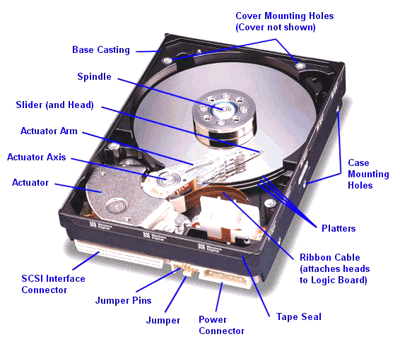 Cover Mounting Holes
(Cover not shown)
Base Casting
Spindle
Slider (and Head)
Actuator Arm
Actuator Axis
Actuator
Case
Mounting
Holes
Platters
Ribbon Cable
(attaches heads
to Logic Board)
SCSI Interface
Connector
Jumper Pins
Jumper
Power
Connector
Tape Seal